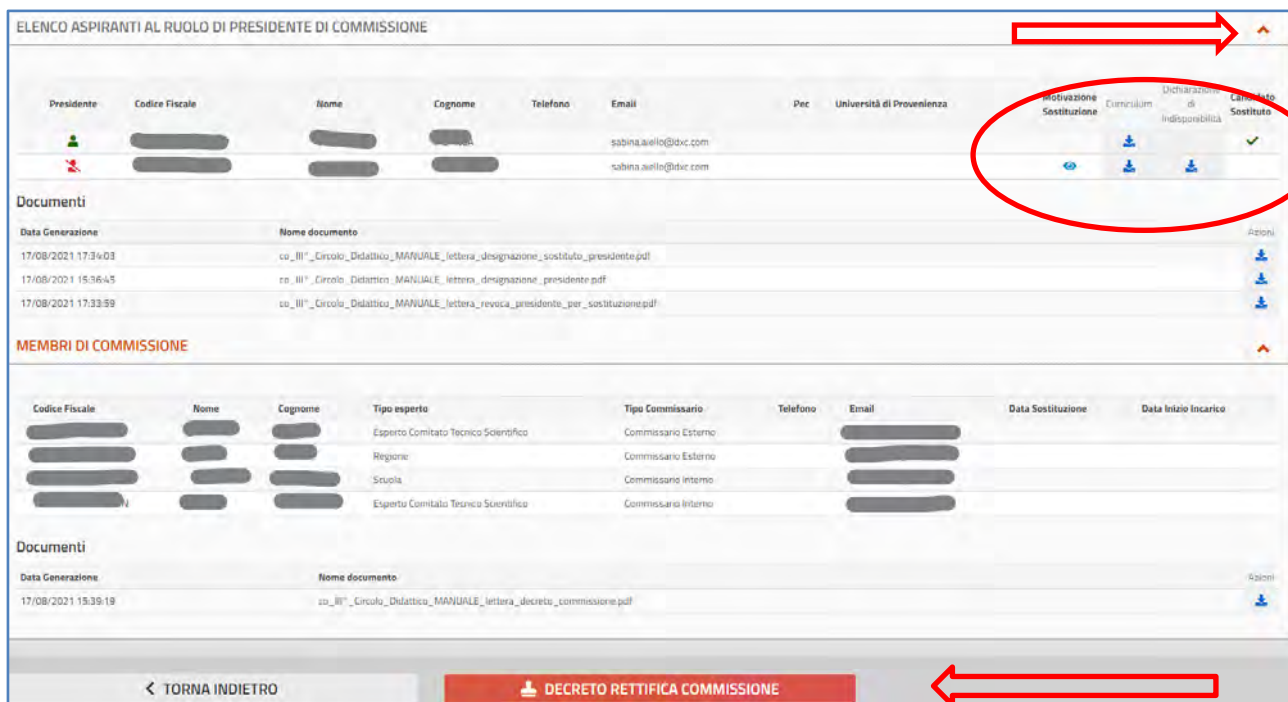 ELENCO ASPIRANTI AL RUOLO DI PRESIDENTE DI COMMISSIONE
Presidente Codice Fiscale Nome Cognome Telefono Email Pec Università di Provenienza Motivazione Sostituzione Curriculum Dichiarazione di Indisponibilità Candidato Sostituto
sabina.aiello@dxc.com
sabina.aiello@dxc.com
Documenti
Data Generazione Nome documento Azioni
17/08/2021 17:34:03 co_III°_Circolo_Didattico_MANUALE_lettera_designazione_sostituto_presidente.pdf
17/08/2021 15:36:45 co_III°_Circolo_Didattico_MANUALE_lettera_designazione_presidente.pdf
17/08/2021 17:33:59 co_III°_Circolo_Didattico_MANUALE_lettera_revoca_presidente_per_sostituzione.pdf
MEMBRI DI COMMISSIONE
Codice Fiscale Nome Cognome Tipo esperto Tipo Commissario Telefono Email Data Sostituzione Data Inizio Incarico
Esperto Comitato Tecnico Scientifico Commissario Esterno
Regione Commissario Esterno
Scuola Commissario Interno
Esperto Comitato Tecnico Scientifico Commissario Interno
Documenti
Data Generazione Nome documento Azioni
17/08/2021 15:39:19 co_III°_Circolo_Didattico_MANUALE_lettera_decreto_commissione.pdf
TORNA INDIETRO DECRETO RETTIFICA COMMISSIONE